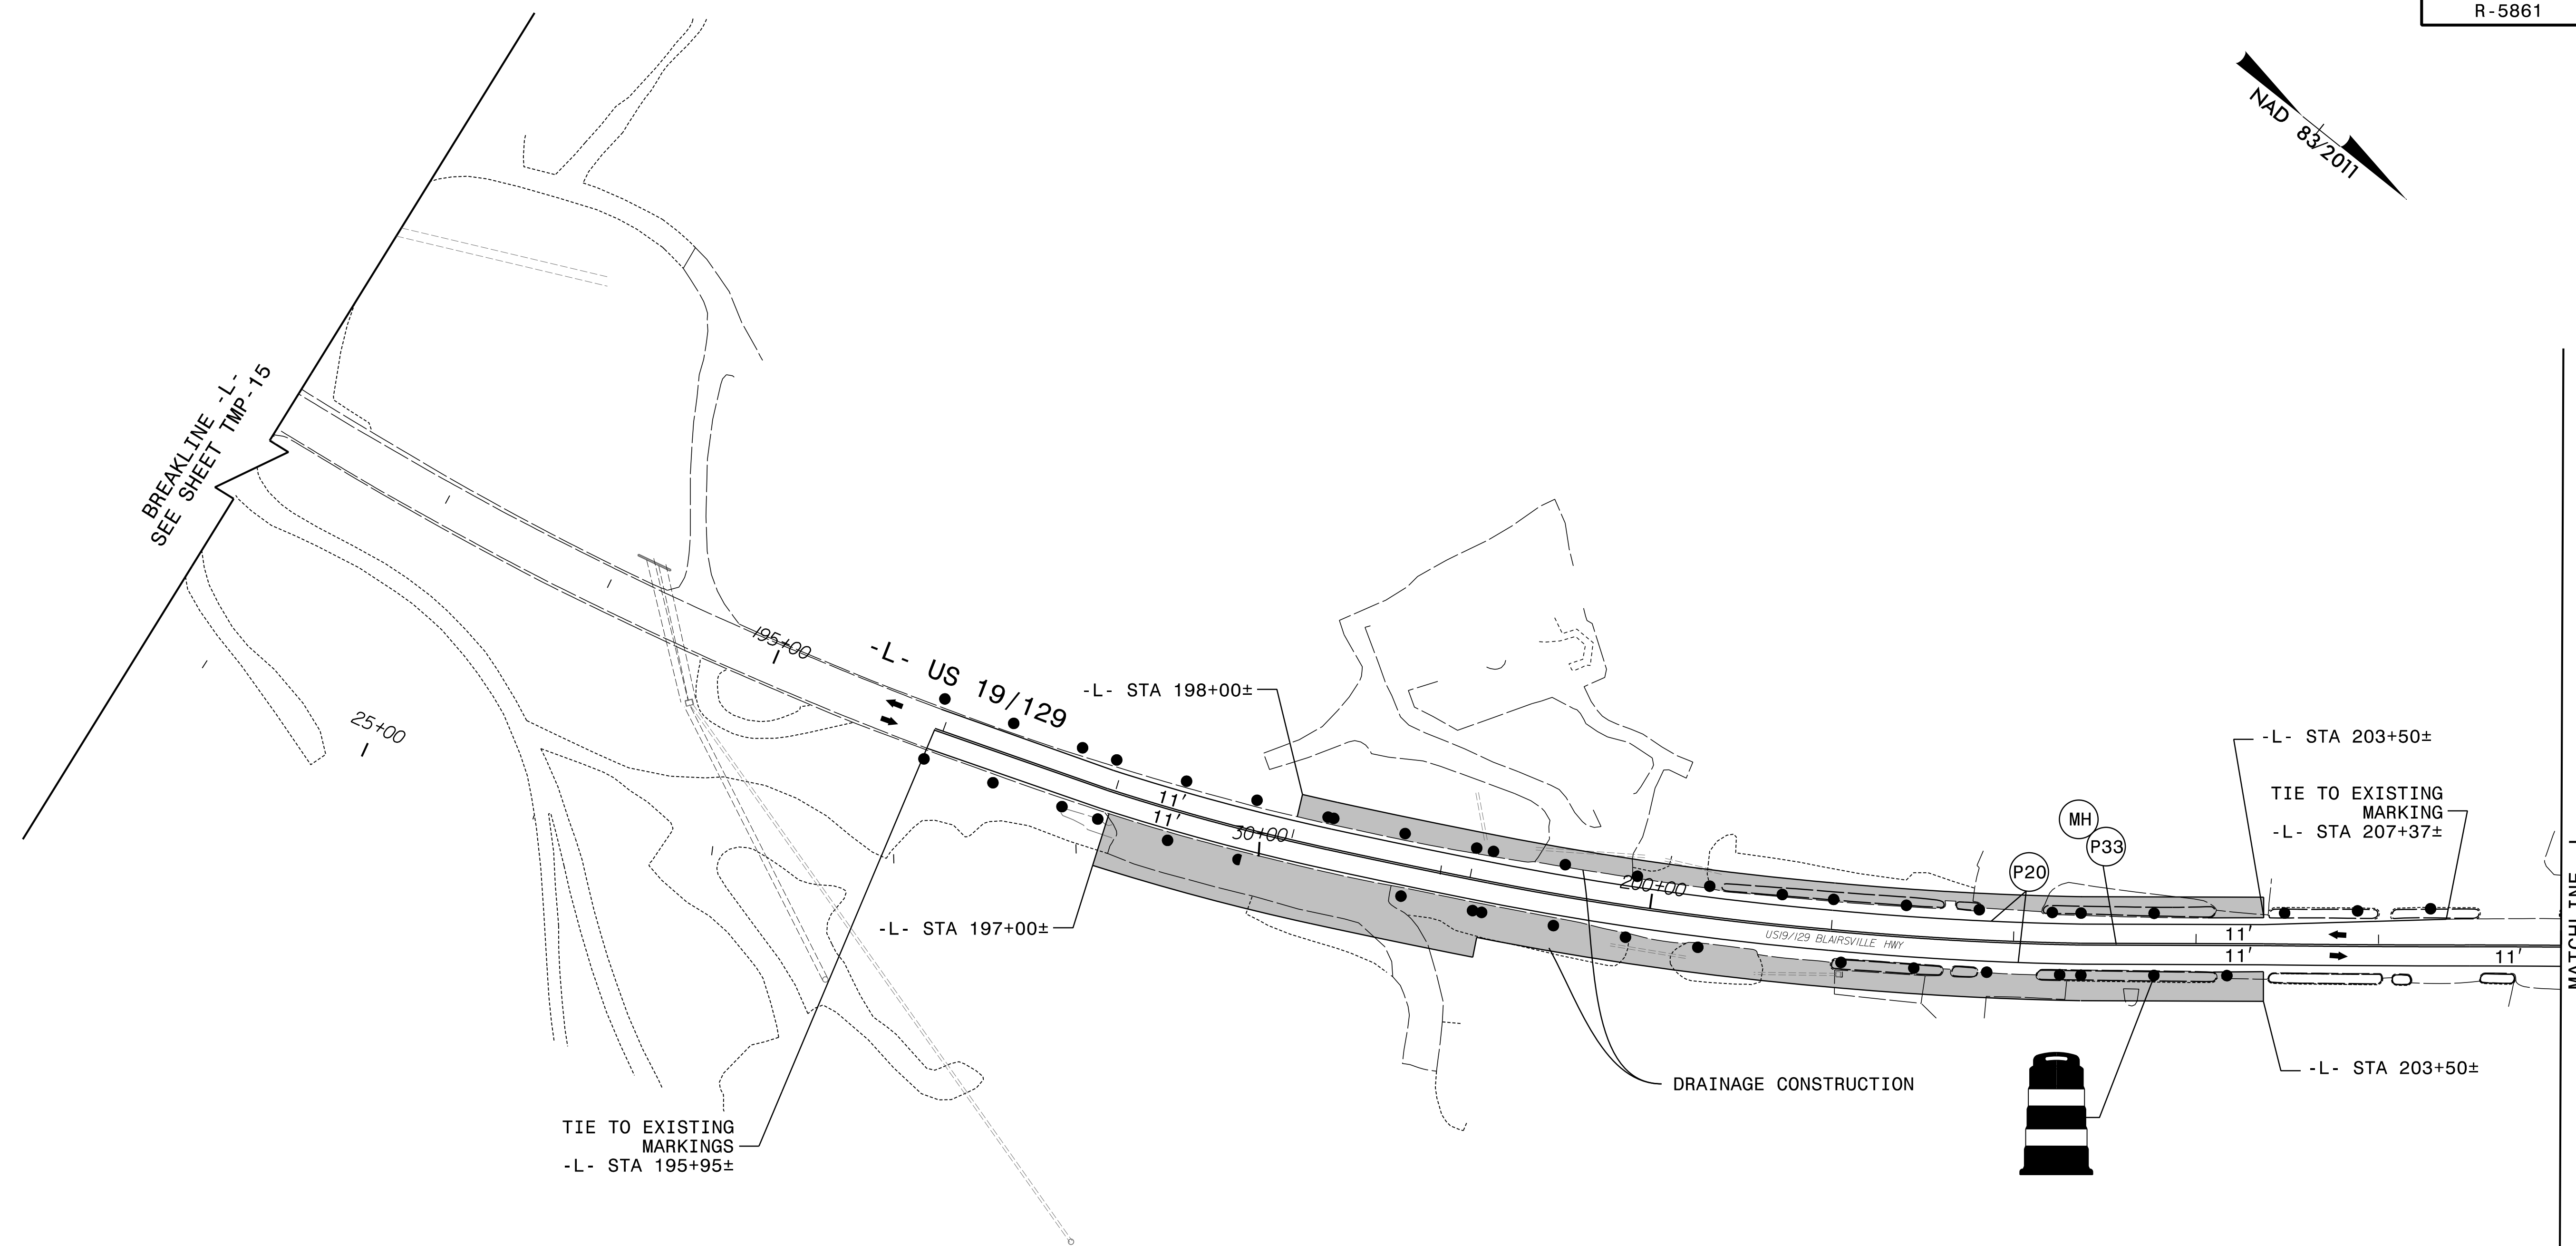 R-5861
NAD 83/2011
BREAKLINE -L-
SEE SHEET TMP-15
25+00
195+00
-L- US 19/129
-L- STA 198+00±
11'
11'
30+00
-L- STA 197+00±
200+00
US19/129 BLAIRSVILLE HWY
P20
MH
P33
-L- STA 203+50±
TIE TO EXISTING
MARKING
-L- STA 207+37±
11'
11'
11'
-L- STA 203+50±
DRAINAGE CONSTRUCTION
TIE TO EXISTING
MARKINGS
-L- STA 195+95±
MATCHLINE -L